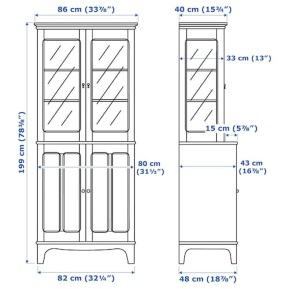 86 cm (33⅞")
40 cm (15¾")
33 cm (13")
15 cm (5⅞")
199 cm (78⅜")
80 cm
(31½")
43 cm
(16⅞")
82 cm (32¼")
48 cm (18⅞")